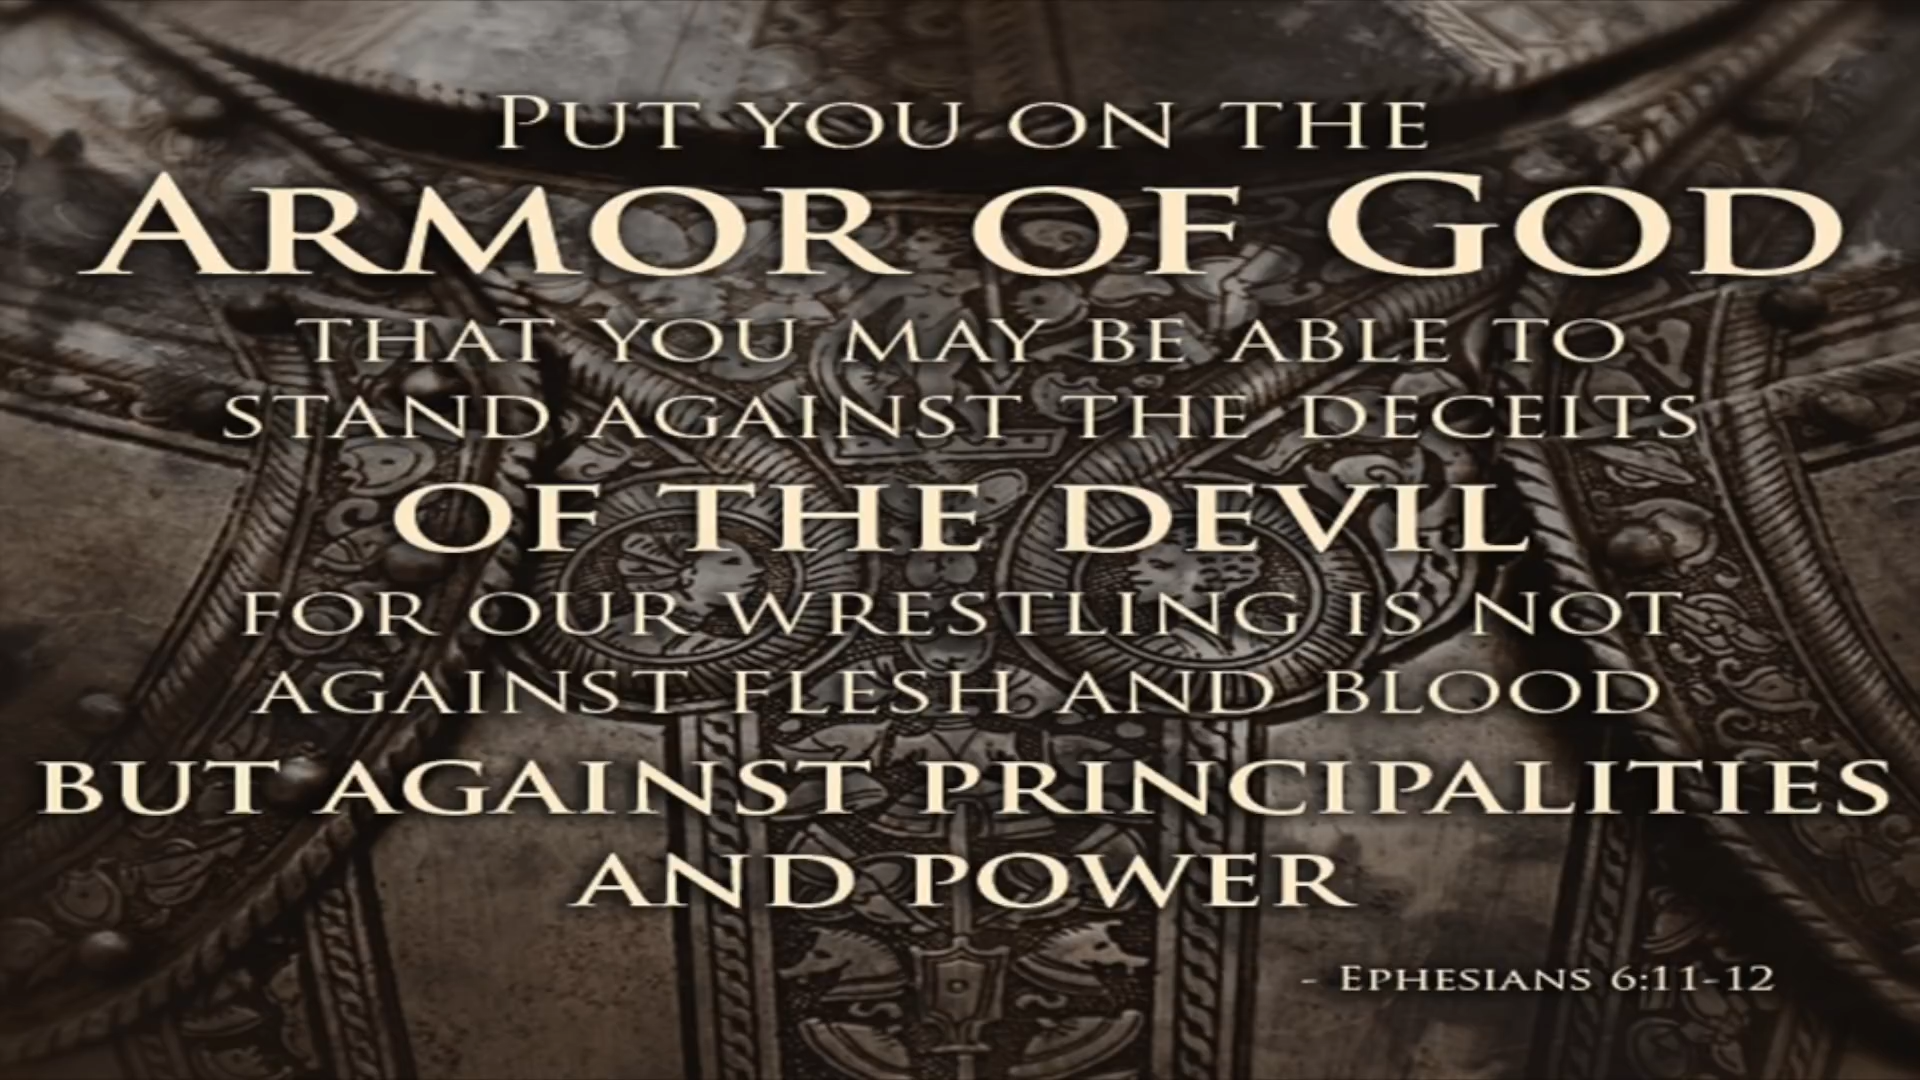 Put you on the
Armor of God
that you may be able to
stand against the deceits
of the devil
for our wrestling is not
against flesh and blood
but against principalities
and power
- Ephesians 6:11-12